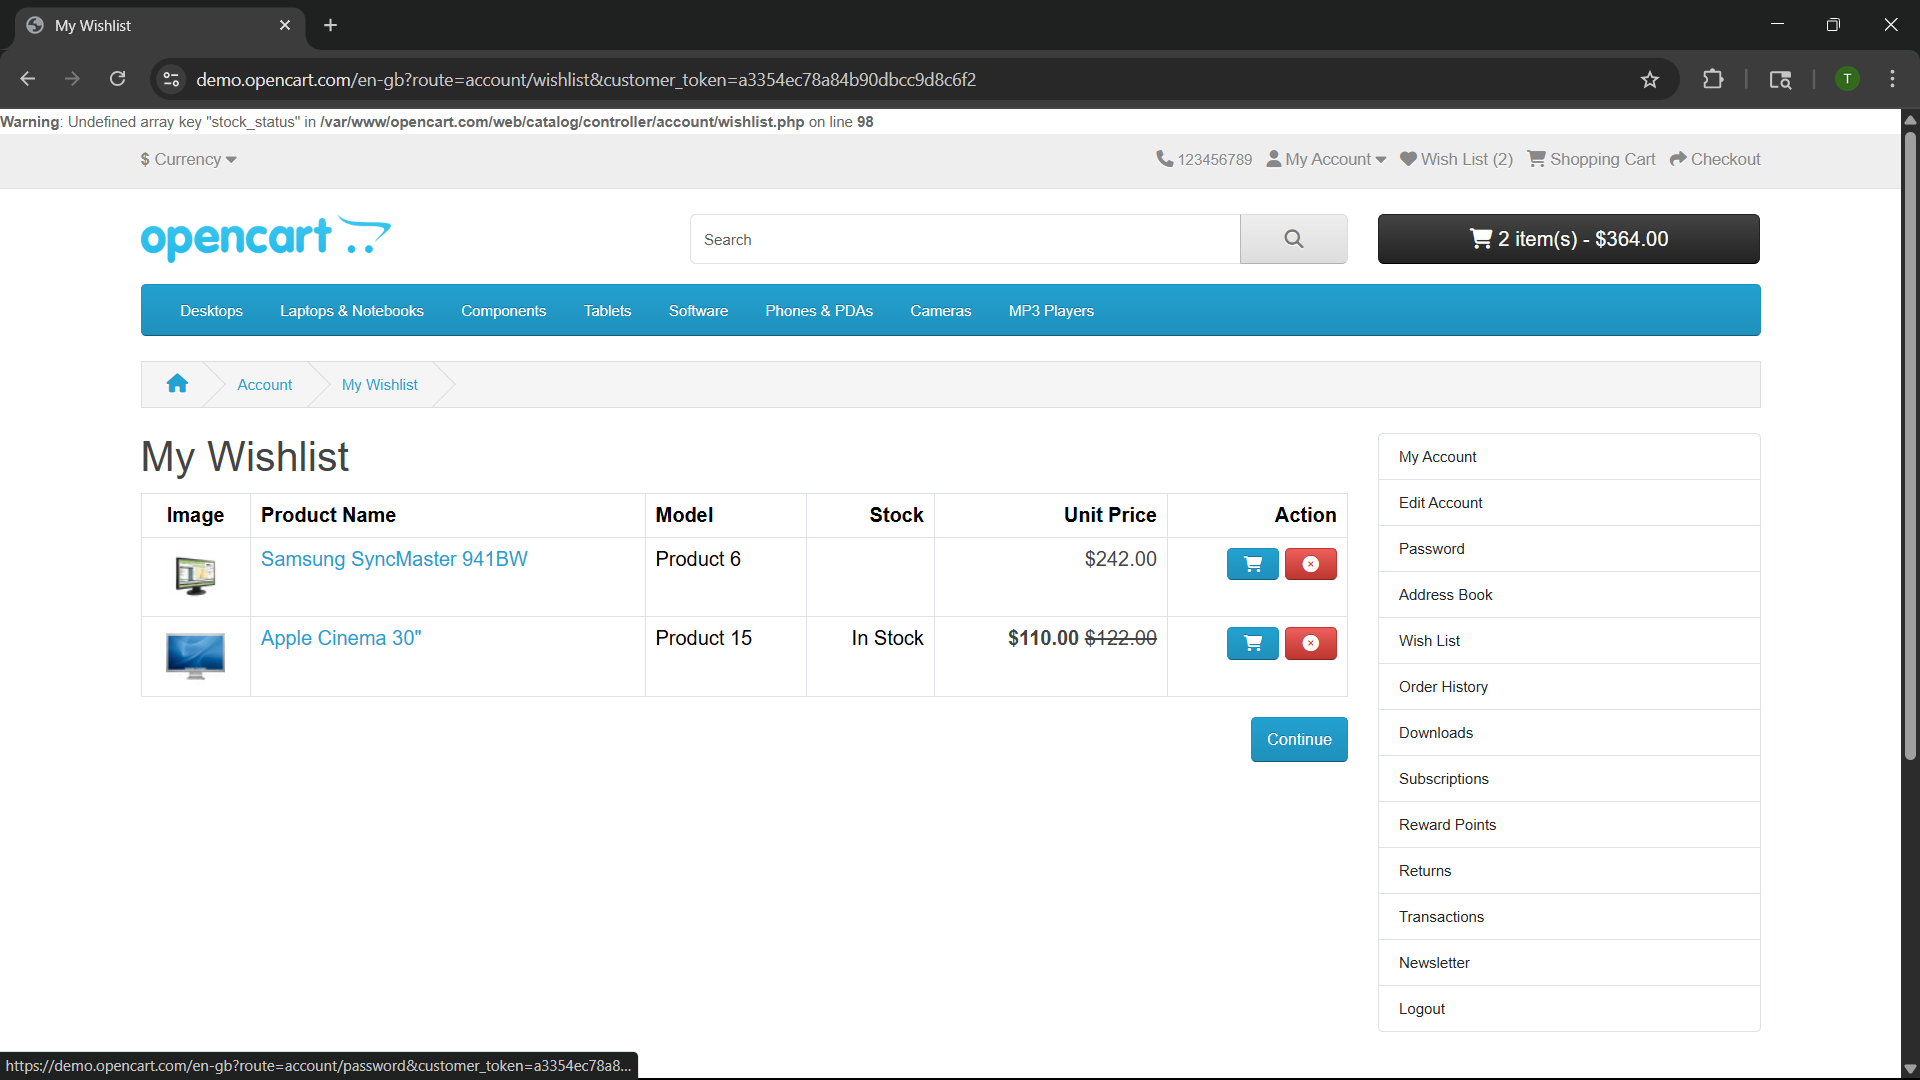 My Wishlist
demo.opencart.com/en-gb?route=account/wishlist&customer_token=a3354ec78a84b90dbcc9d8c6f2
T
Warning: Undefined array key "stock_status" in /var/www/opencart.com/web/catalog/controller/account/wishlist.php on line 98
$ Currency 123456789 My Account Wish List (2) Shopping Cart Checkout
opencart Search 2 item(s) - $364.00
Desktops Laptops & Notebooks Components Tablets Software Phones & PDAs Cameras MP3 Players
Account My Wishlist
My Wishlist
Image Product Name Model Stock Unit Price Action
Samsung SyncMaster 941BW Product 6 $242.00
Apple Cinema 30" Product 15 In Stock $110.00 $122.00
Continue
My Account
Edit Account
Password
Address Book
Wish List
Order History
Downloads
Subscriptions
Reward Points
Returns
Transactions
Newsletter
Logout
https://demo.opencart.com/en-gb?route=account/password&customer_token=a3354ec78a8...